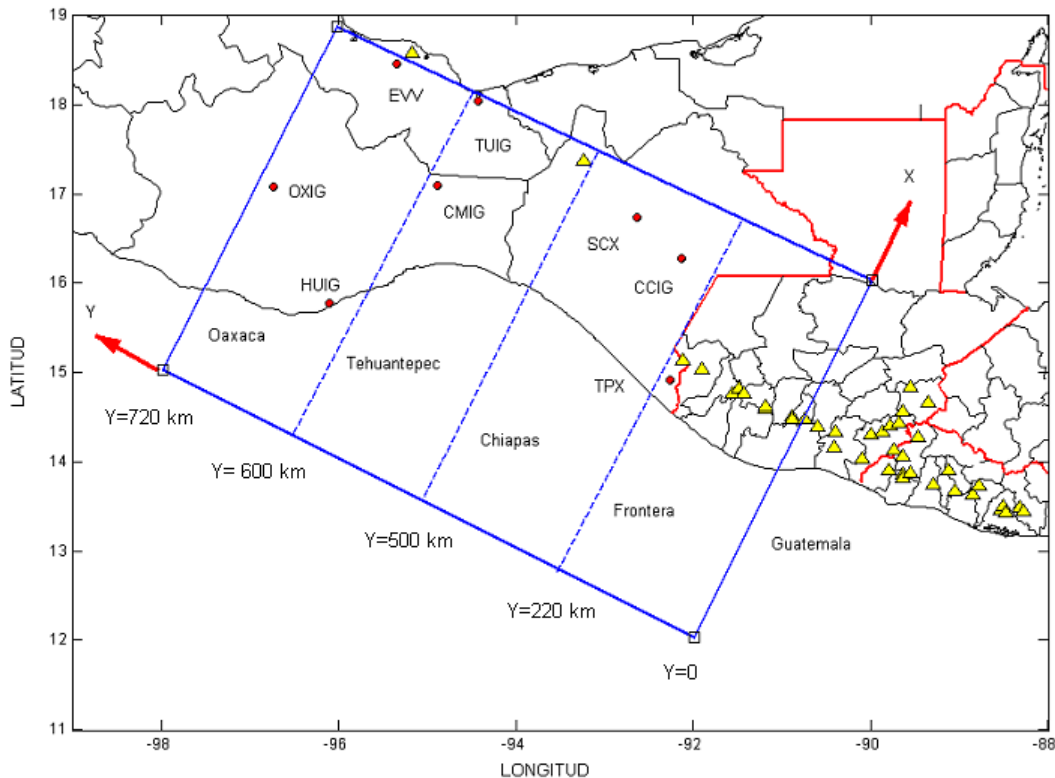 19
18
17
16
15
14
13
12
11
LATITUD
-98
-96
-94
-92
-90
-88
LONGITUD
EVV
TUIG
OXIG
CMIG
X
SCX
CCIG
HUIG
Y
Oaxaca
Tehuantepec
TPX
Y=720 km
Chiapas
Y= 600 km
Frontera
Y=500 km
Guatemala
Y=220 km
Y=0